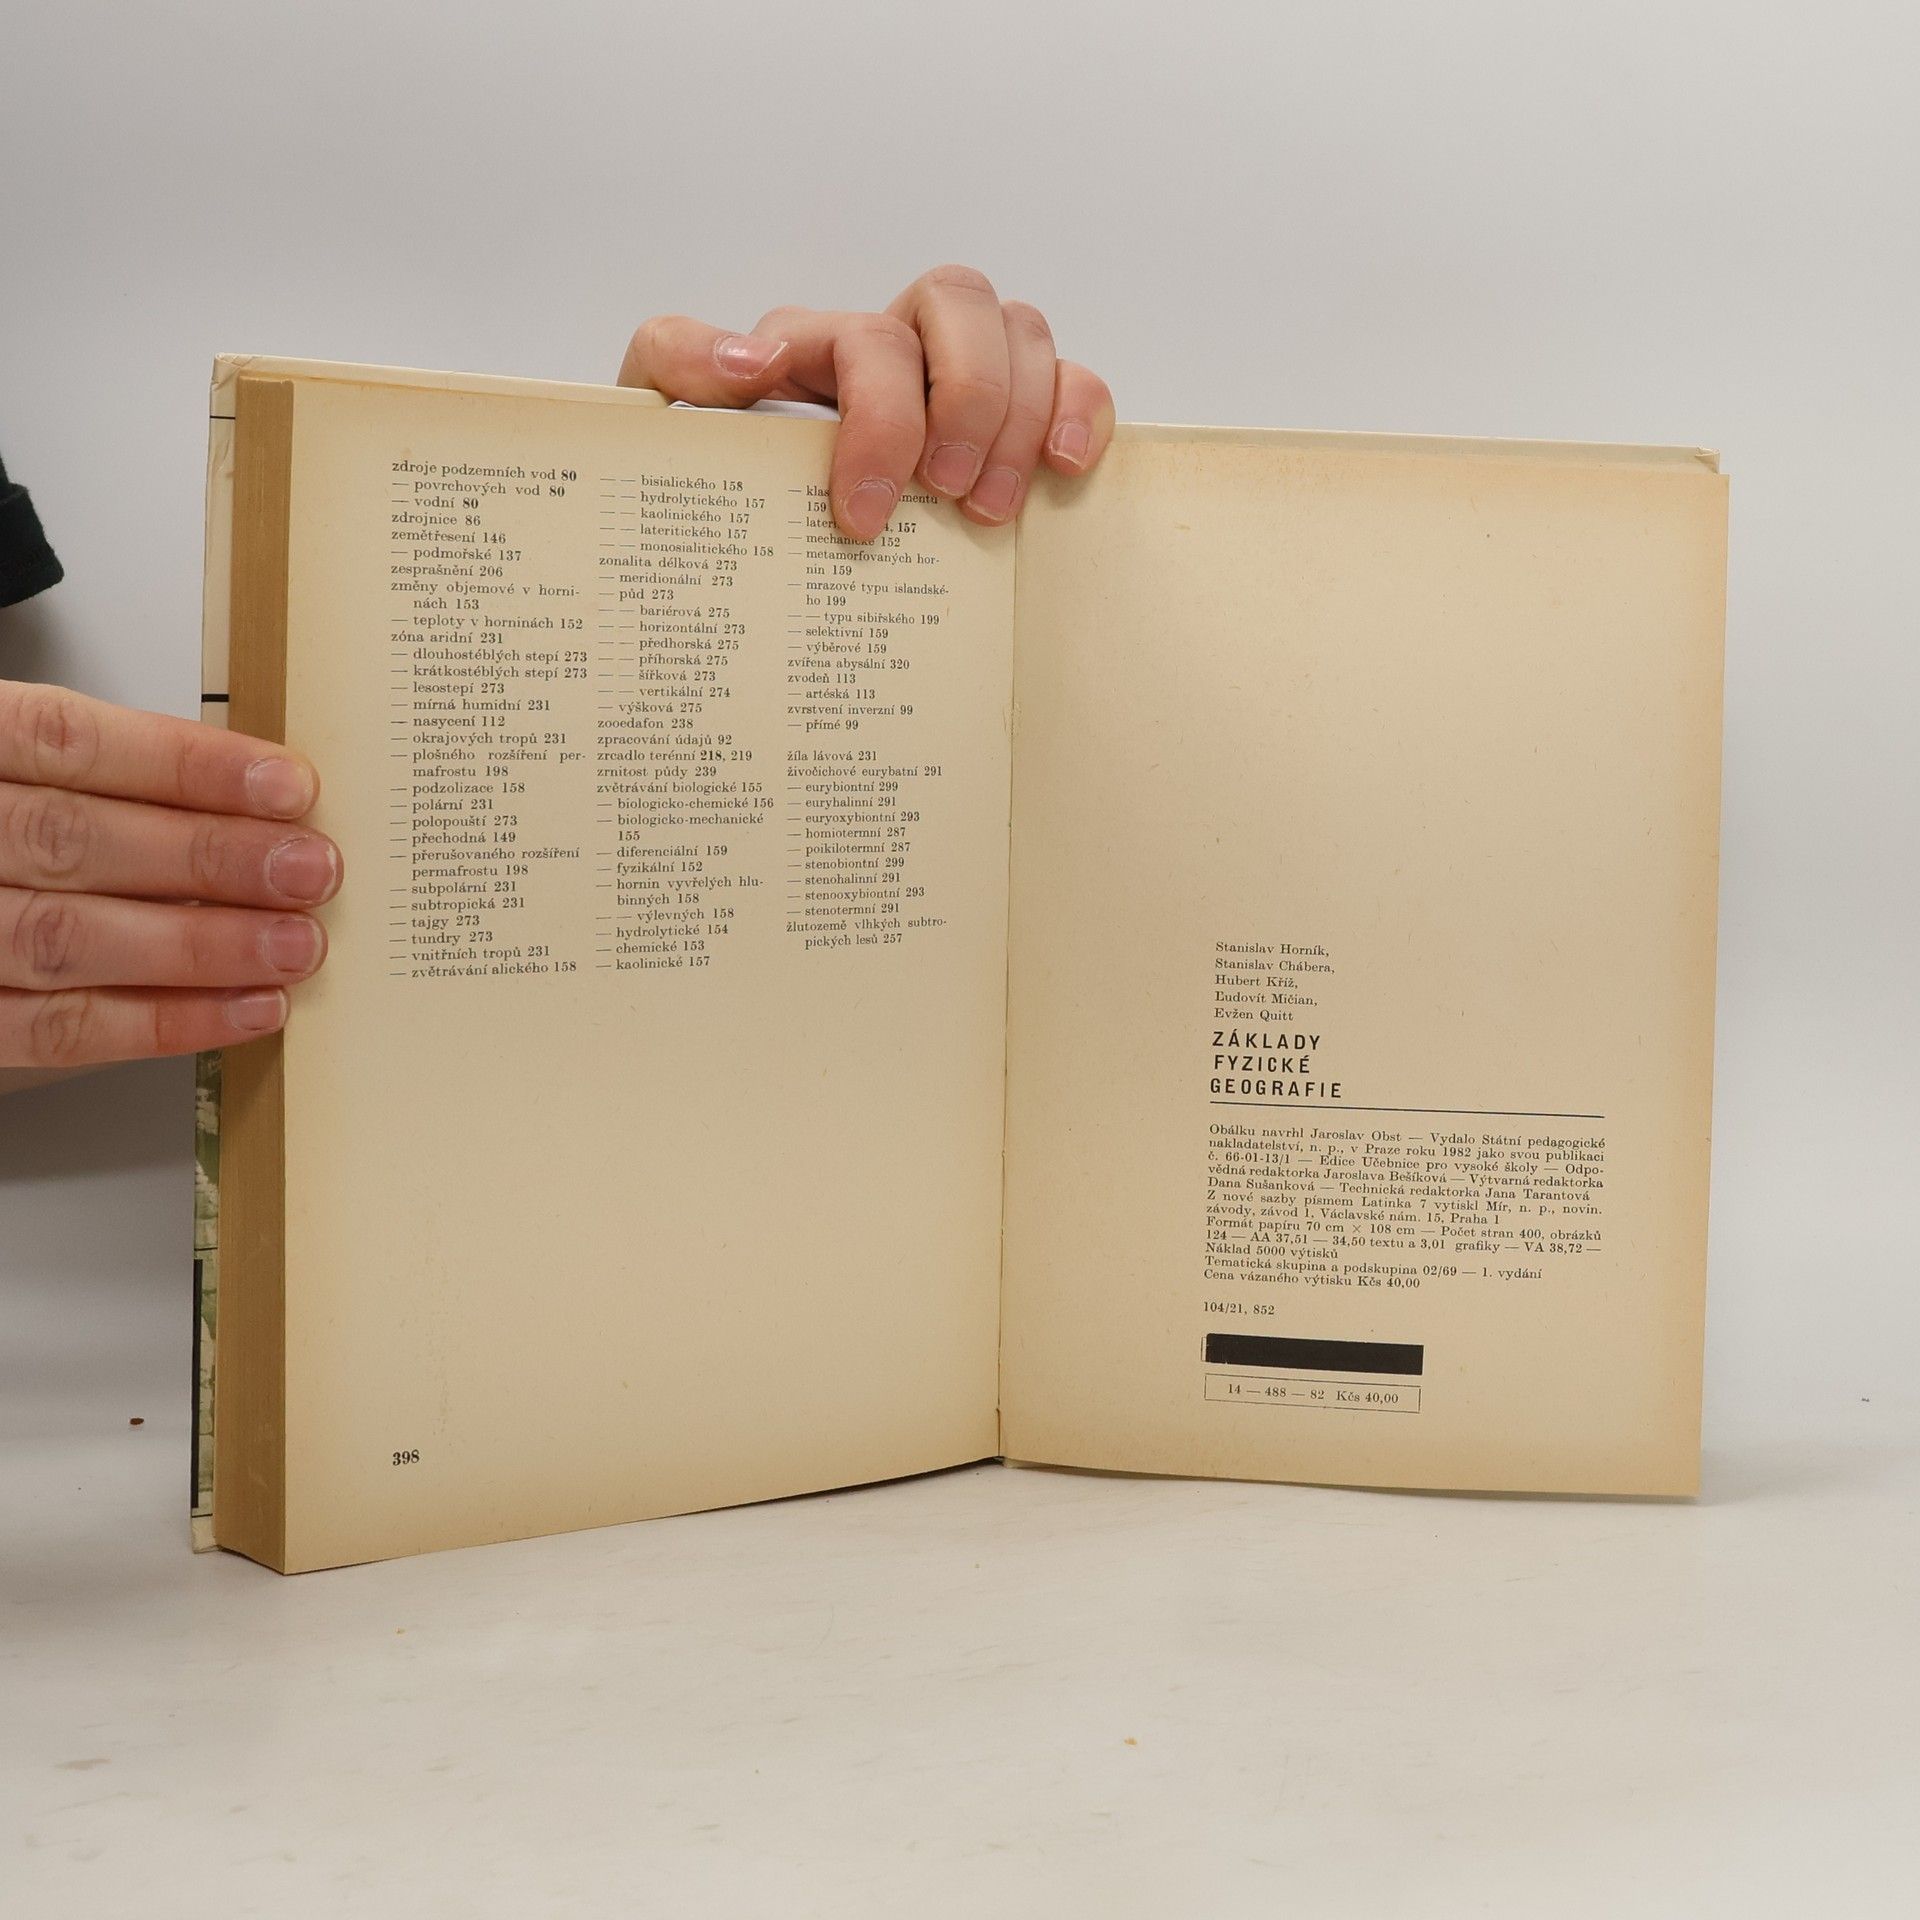 zdroje podzemních vod 80
— povrchových vod 80
— vodní 80
zdrojnice 86
zemětřesení 146
— podmořské 137
zesprašnění 206
změny objemové v horni-
nách 153
— teploty v horninách 152
zóna aridní 231
— dlouhostéblých stepí 273
— krátkostéblých stepí 273
— lesostepí 273
— mírná humidní 231
— nasycení 112
— okrajových tropů 231
— plošného rozšíření per-
mafrostu 198
— podzolizace 158
— polární 231
— polopouští 273
— přechodná 149
— přerušovaného rozšíření
permafrostu 198
— subpolární 231
— subtropická 231
— tajgy 273
— tundry 273
— vnitřních tropů 231
— zvětrávání alického 158
— — bisialického 158
— — hydrolytického 157
— — kaolinického 157
— — lateritického 157
— — monosialitického 158
zonalita délková 273
— meridionální 273
— půd 273
— — bariérová 275
— — horizontální 273
— — předhorská 275
— — příhorská 275
— — šířková 273
— — vertikální 274
— výšková 275
zooedafon 238
zpracování údajů 92
zrcadlo terénní 218, 219
zrnitost půdy 239
zvětrávání biologické 155
— biologicko-chemické 156
— biologicko-mechanické
155
— diferenciální 159
— fyzikální 152
— hornin vyvřelých hlu-
binných 158
— — výlevných 158
— hydrolytické 154
— chemické 153
— kaolinické 157
—
159
— 157
— mechanické 152
— metamorfovaných hor-
nin 159
— mrazové typu islandské-
ho 199
— — typu sibiřského 199
— selektivní 159
— výběrové 159
zvířena abysální 320
zvodeň 113
— artéská 113
zvrstvení inverzní 99
— přímé 99
žíla lávová 231
živočichové eurybatní 291
— eurybiontní 299
— euryhalinní 291
— euryoxybiontní 293
— homiotermní 287
— poikilotermní 287
— stenobiontní 299
— stenohalinní 291
— stenooxybiontní 293
— stenotermní 291
žlutozemě vlhkých subtro-
pických lesů 257
398
Stanislav Horník,
Stanislav Chábera,
Hubert Kříž,
Ľudovít Mičian,
Evžen Quitt
ZÁKLADY
FYZICKÉ
GEOGRAFIE
Obálku navrhl Jaroslav Obst — Vydalo Státní pedagogické
nakladatelství, n. p., v Praze roku 1982 jako svou publikaci
č. 66-01-13/1 — Edice Učebnice pro vysoké školy — Odpo-
vědná redaktorka Jaroslava Bešíková — Výtvarná redaktorka
Dana Sušanková — Technická redaktorka Jana Tarantová
Z nové sazby písmem Latinka 7 vytiskl Mír, n. p., novin.
závody, závod 1, Václavské nám. 15, Praha 1
Formát papíru 70 cm × 108 cm — Počet stran 400, obrázků
124 — AA 37,51 — 34,50 textu a 3,01 grafiky — VA 38,72 —
Náklad 5000 výtisků
Tematická skupina a podskupina 02/69 — 1. vydání
Cena vázaného výtisku Kčs 40,00
104/21, 852
14 — 488 — 82 Kčs 40,00